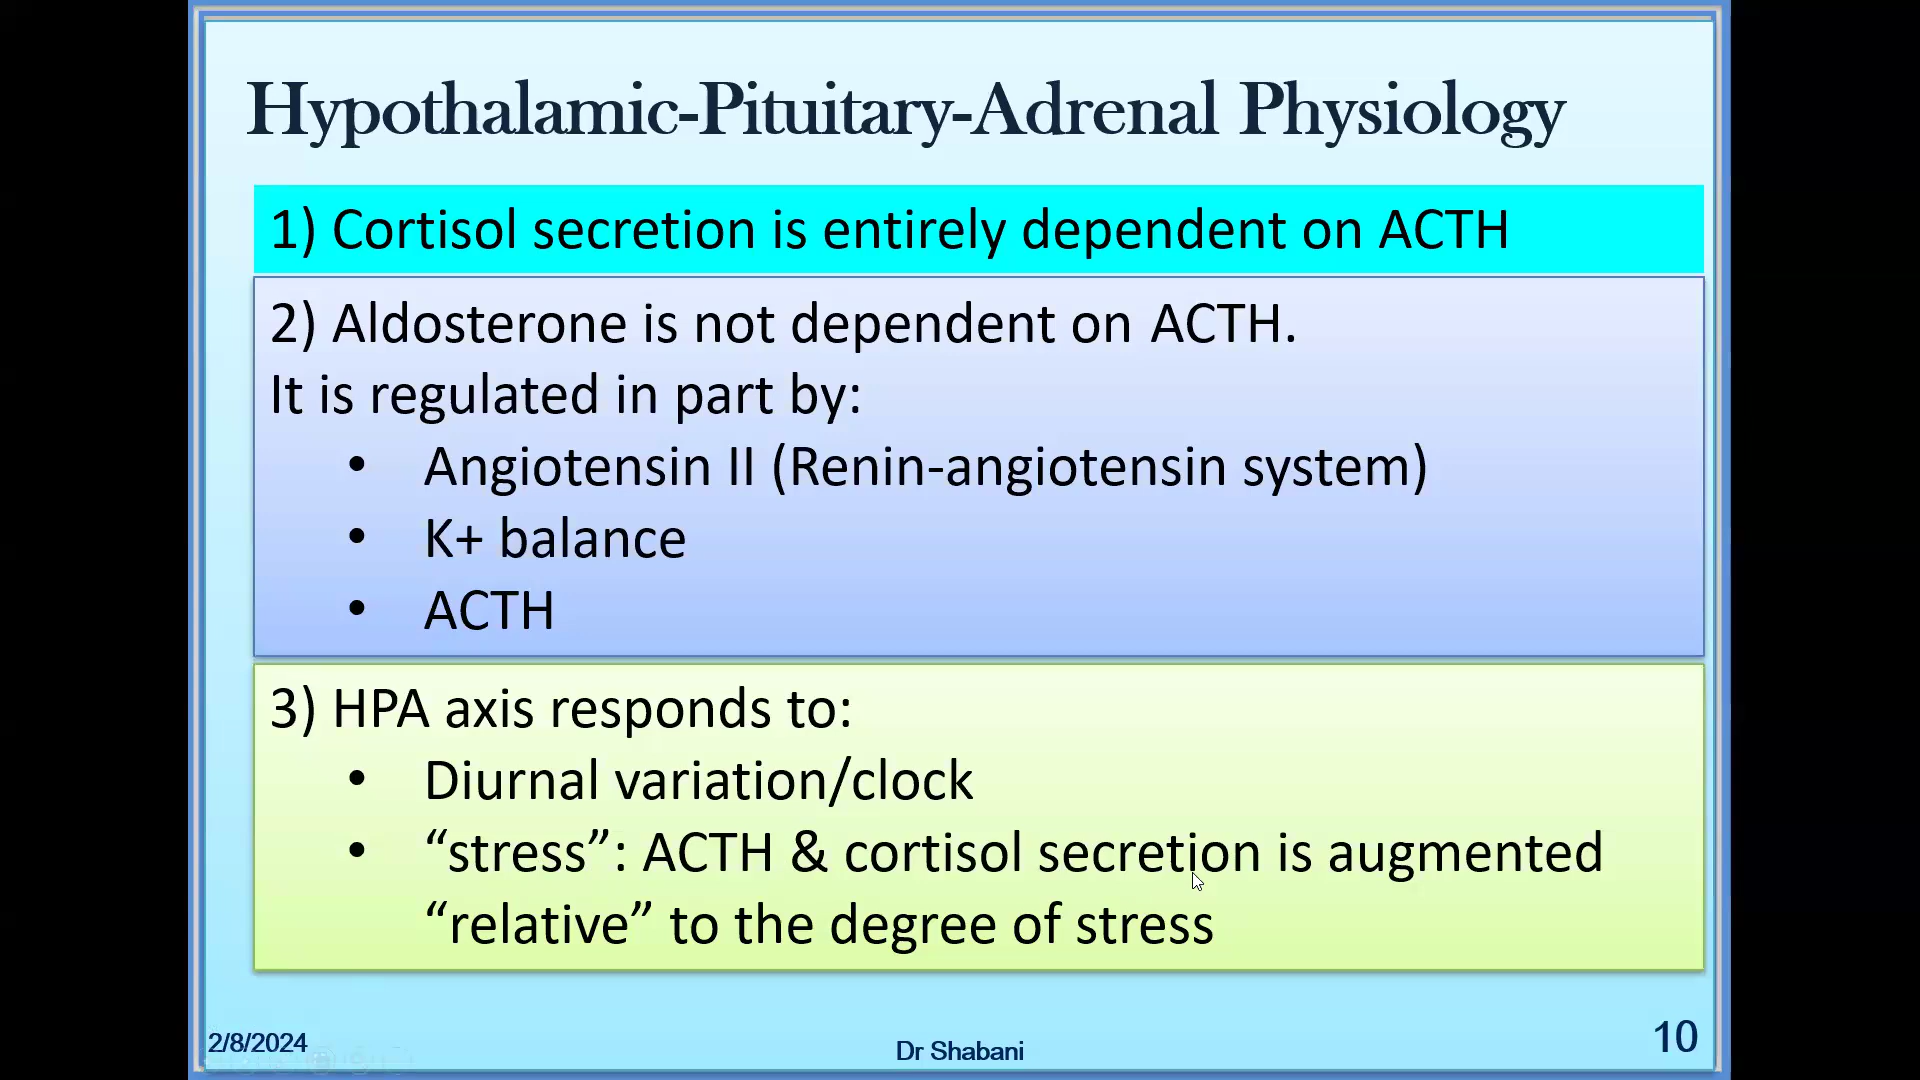 Hypothalamic-Pituitary-Adrenal Physiology
1) Cortisol secretion is entirely dependent on ACTH
2) Aldosterone is not dependent on ACTH.
It is regulated in part by:
• Angiotensin II (Renin-angiotensin system)
• K+ balance
• ACTH
3) HPA axis responds to:
• Diurnal variation/clock
• “stress”: ACTH & cortisol secretion is augmented
“relative” to the degree of stress
2/8/2024
Dr Shabani
10